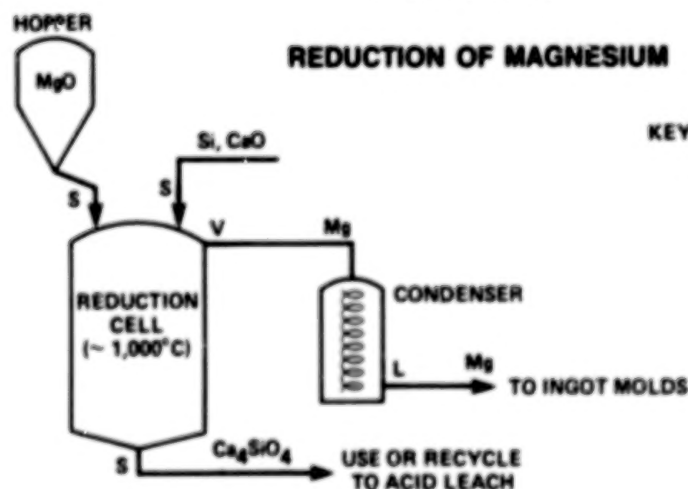 HOPPER
REDUCTION OF MAGNESIUM
MgO
KEY
Si, CaO
S
S
V
Mg
REDUCTION
CELL
(~ 1,000°C)
CONDENSER
L
Mg
TO INGOT MOLDS
S
Ca₄SiO₄
USE OR RECYCLE
TO ACID LEACH